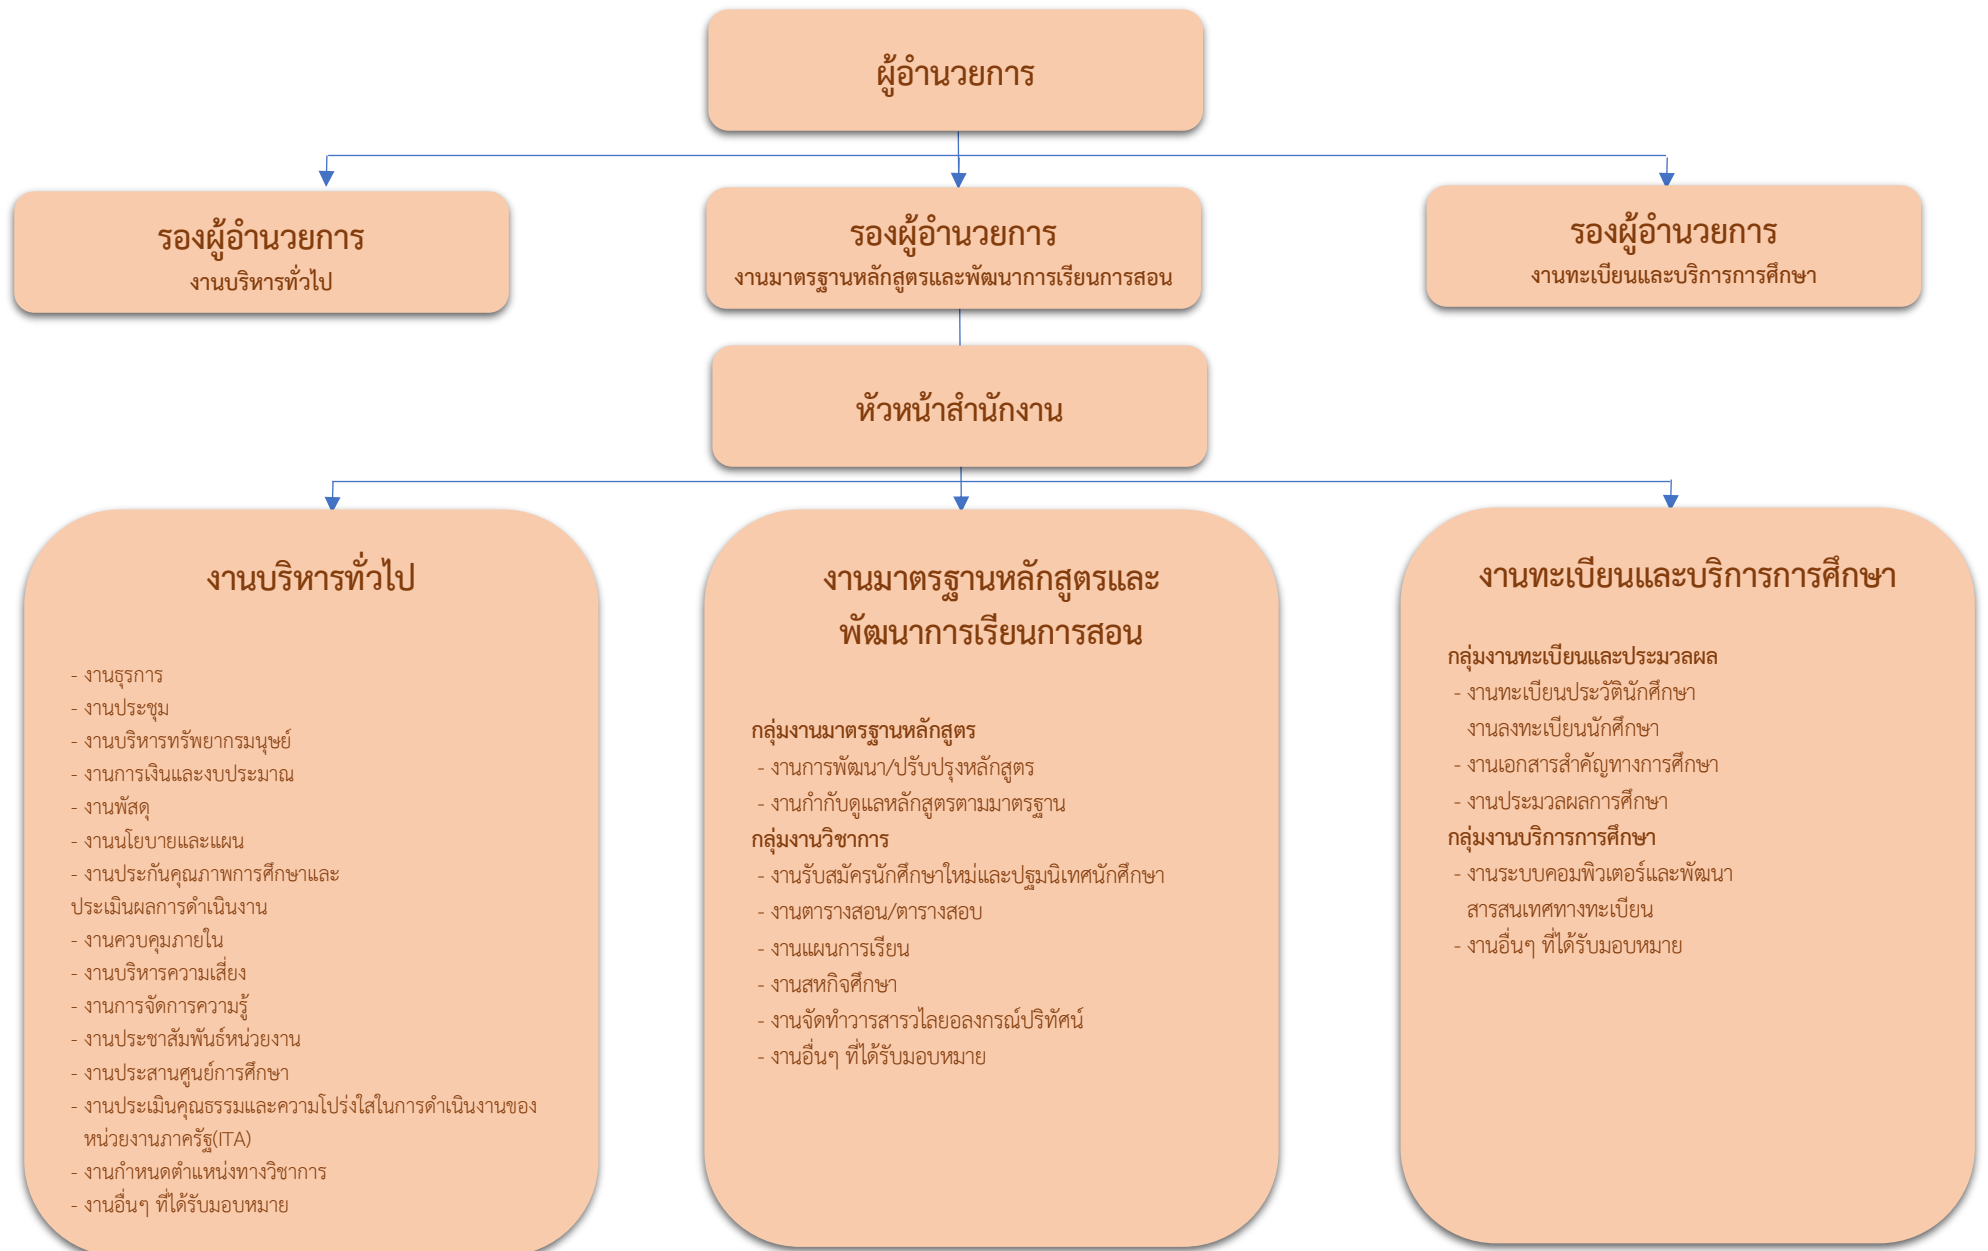 ผู้อำนวยการ
รองผู้อำนวยการ
งานบริหารทั่วไป
รองผู้อำนวยการ
งานมาตรฐานหลักสูตรและพัฒนาการเรียนการสอน
รองผู้อำนวยการ
งานทะเบียนและบริการการศึกษา
หัวหน้าสำนักงาน
งานบริหารทั่วไป
- งานธุรการ
- งานประชุม
- งานบริหารทรัพยากรมนุษย์
- งานการเงินและงบประมาณ
- งานพัสดุ
- งานนโยบายและแผน
- งานประกันคุณภาพการศึกษาและ
ประเมินผลการดำเนินงาน
- งานควบคุมภายใน
- งานบริหารความเสี่ยง
- งานการจัดการความรู้
- งานประชาสัมพันธ์หน่วยงาน
- งานประสานศูนย์การศึกษา
- งานประเมินคุณธรรมและความโปร่งใสในการดำเนินงานของ
หน่วยงานภาครัฐ(ITA)
- งานกำหนดตำแหน่งทางวิชาการ
- งานอื่นๆ ที่ได้รับมอบหมาย
งานมาตรฐานหลักสูตรและ
พัฒนาการเรียนการสอน
กลุ่มงานมาตรฐานหลักสูตร
- งานการพัฒนา/ปรับปรุงหลักสูตร
- งานกำกับดูแลหลักสูตรตามมาตรฐาน
กลุ่มงานวิชาการ
- งานรับสมัครนักศึกษาใหม่และปฐมนิเทศนักศึกษา
- งานตารางสอน/ตารางสอบ
- งานแผนการเรียน
- งานสหกิจศึกษา
- งานจัดทำวารสารวไลยอลงกรณ์ปริทัศน์
- งานอื่นๆ ที่ได้รับมอบหมาย
งานทะเบียนและบริการการศึกษา
กลุ่มงานทะเบียนและประมวลผล
- งานทะเบียนประวัตินักศึกษา
งานลงทะเบียนนักศึกษา
- งานเอกสารสำคัญทางการศึกษา
- งานประมวลผลการศึกษา
กลุ่มงานบริการการศึกษา
- งานระบบคอมพิวเตอร์และพัฒนา
สารสนเทศทางทะเบียน
- งานอื่นๆ ที่ได้รับมอบหมาย